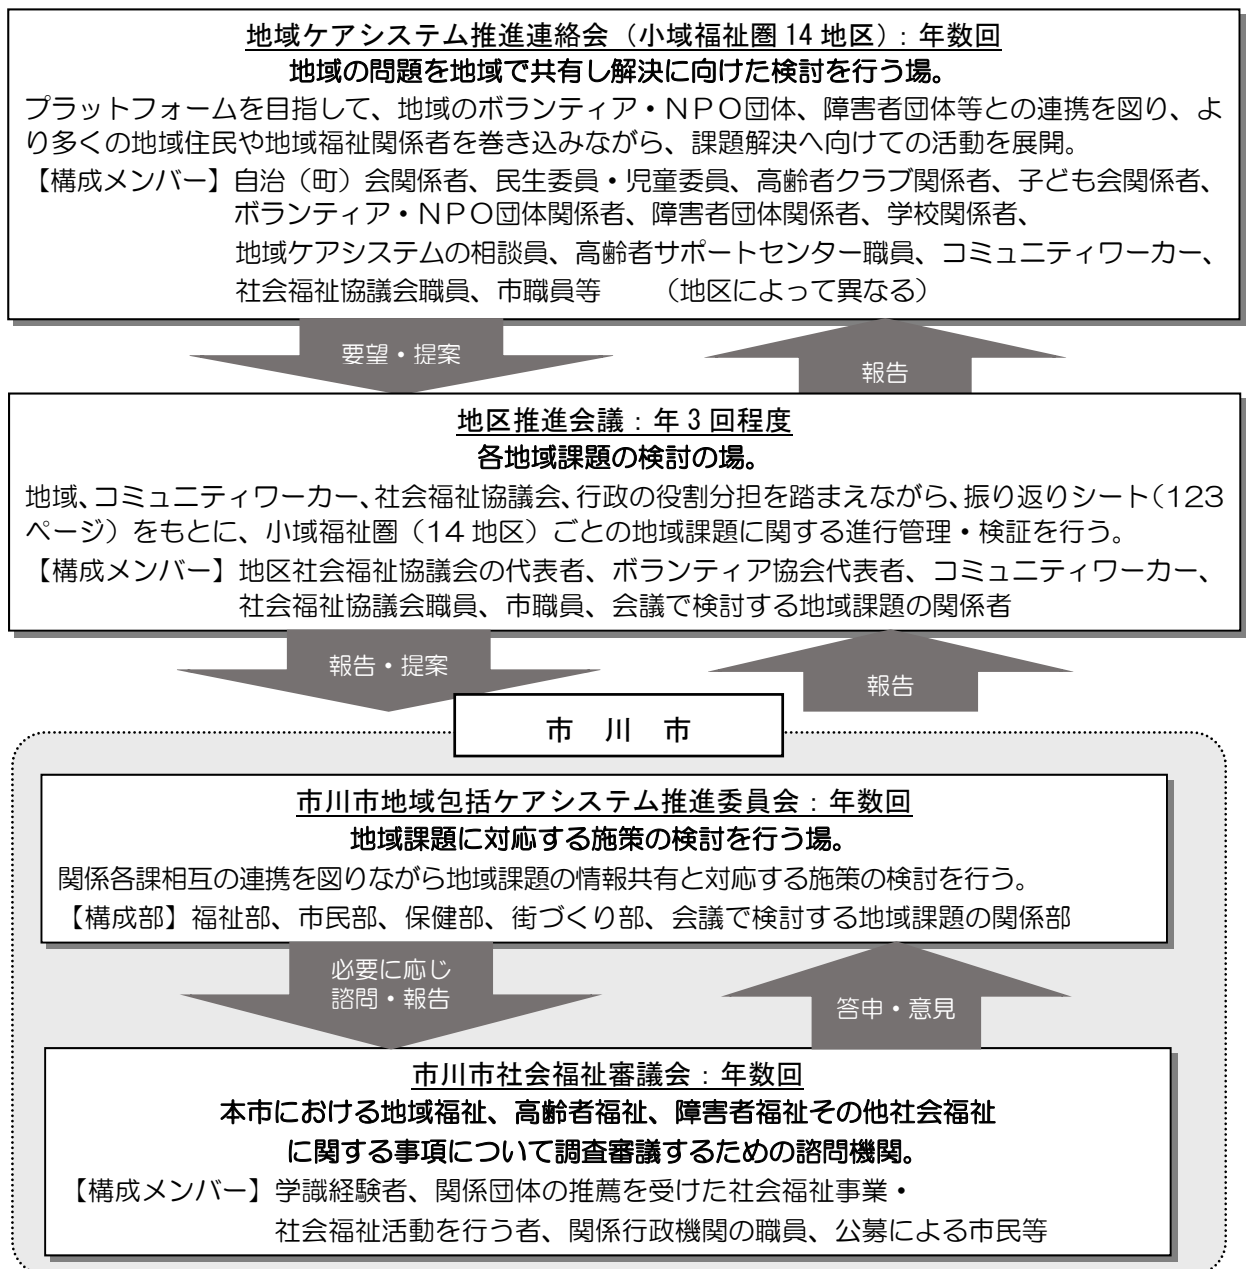 地域ケアシステム推進連絡会（小域福祉圏 14 地区）：年数回
地域の問題を地域で共有し解決に向けた検討を行う場。
プラットフォームを目指して、地域のボランティア・ＮＰＯ団体、障害者団体等との連携を図り、よ
り多くの地域住民や地域福祉関係者を巻き込みながら、課題解決へ向けての活動を展開。
【構成メンバー】自治（町）会関係者、民生委員・児童委員、高齢者クラブ関係者、子ども会関係者、
ボランティア・ＮＰＯ団体関係者、障害者団体関係者、学校関係者、
地域ケアシステムの相談員、高齢者サポートセンター職員、コミュニティワーカー、
社会福祉協議会職員、市職員等　　（地区によって異なる）
要望・提案
報告
地区推進会議：年 3 回程度
各地域課題の検討の場。
地域、コミュニティワーカー、社会福祉協議会、行政の役割分担を踏まえながら、振り返りシート（123
ページ）をもとに、小域福祉圏（14 地区）ごとの地域課題に関する進行管理・検証を行う。
【構成メンバー】地区社会福祉協議会の代表者、ボランティア協会代表者、コミュニティワーカー、
社会福祉協議会職員、市職員、会議で検討する地域課題の関係者
報告・提案
報告
市　川　市
市川市地域包括ケアシステム推進委員会：年数回
地域課題に対応する施策の検討を行う場。
関係各課相互の連携を図りながら地域課題の情報共有と対応する施策の検討を行う。
【構成部】福祉部、市民部、保健部、街づくり部、会議で検討する地域課題の関係部
必要に応じ
諮問・報告
答申・意見
市川市社会福祉審議会：年数回
本市における地域福祉、高齢者福祉、障害者福祉その他社会福祉
に関する事項について調査審議するための諮問機関。
【構成メンバー】学識経験者、関係団体の推薦を受けた社会福祉事業・
社会福祉活動を行う者、関係行政機関の職員、公募による市民等